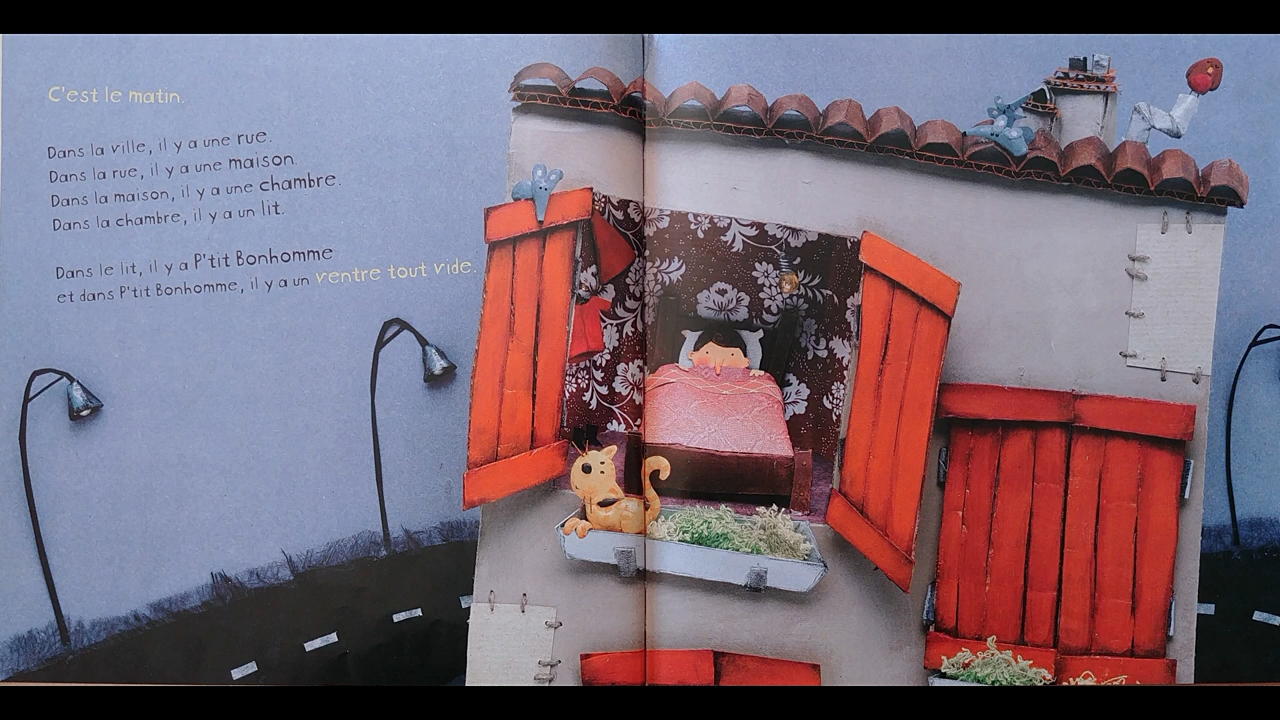 C'est le matin.
Dans la ville, il y a une rue.
Dans la rue, il y a une maison.
Dans la maison, il y a une chambre.
Dans la chambre, il y a un lit.
Dans le lit, il y a P'tit Bonhomme
et dans P'tit Bonhomme, il y a un ventre tout vide.